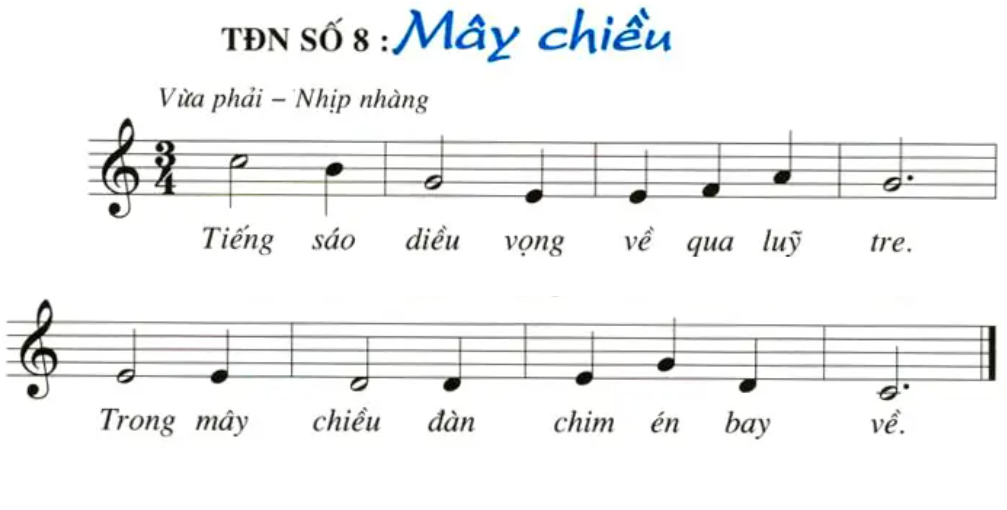 TĐN SỐ 8 : Mây chiều
Vừa phải – Nhịp nhàng
3
4
Tiếng sáo diều vọng về qua luỹ tre.
Trong mây chiều đàn chim én bay về.